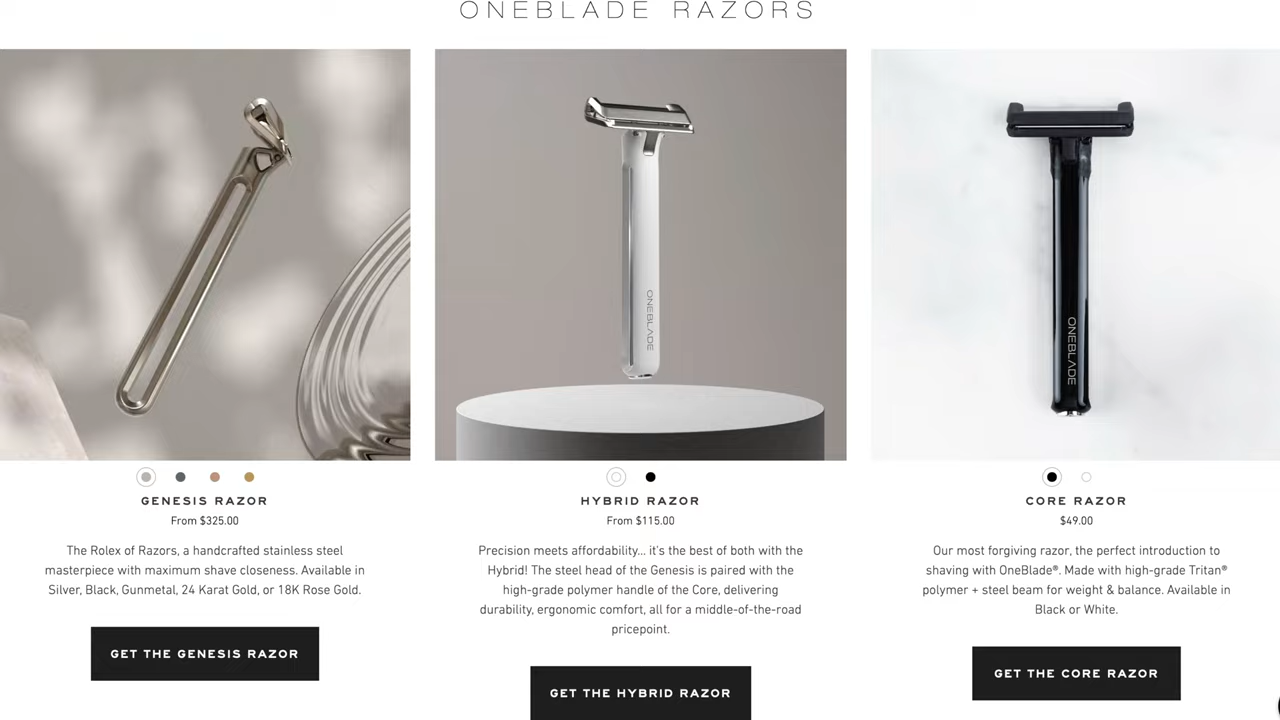 ONEBLADE RAZORS
ONEBLADE
ONEBLADE
GENESIS RAZOR
From $325.00
The Rolex of Razors, a handcrafted stainless steel
masterpiece with maximum shave closeness. Available in
Silver, Black, Gunmetal, 24 Karat Gold, or 18K Rose Gold.
GET THE GENESIS RAZOR
HYBRID RAZOR
From $115.00
Precision meets affordability... it's the best of both with the
Hybrid! The steel head of the Genesis is paired with the
high-grade polymer handle of the Core, delivering
durability, ergonomic comfort, all for a middle-of-the-road
pricepoint.
GET THE HYBRID RAZOR
CORE RAZOR
$49.00
Our most forgiving razor, the perfect introduction to
shaving with OneBlade®. Made with high-grade Tritan®
polymer + steel beam for weight & balance. Available in
Black or White.
GET THE CORE RAZOR